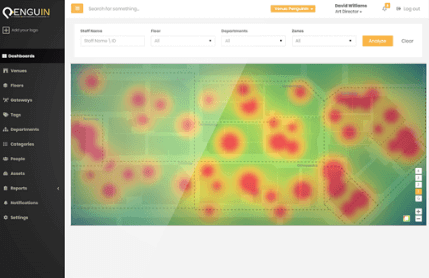 PENGUIN
Search for something...
Venue: Penguin
David Williams
Art Director
Log out
Add your logo
Staff Name
Floor
Departments
Zones
Staff Name \ ID
All
All
All
Analyze
Clear
Dashboards
Venues
Floors
Gateways
Tags
Departments
Categories
People
Assets
Reports
Notifications
Settings